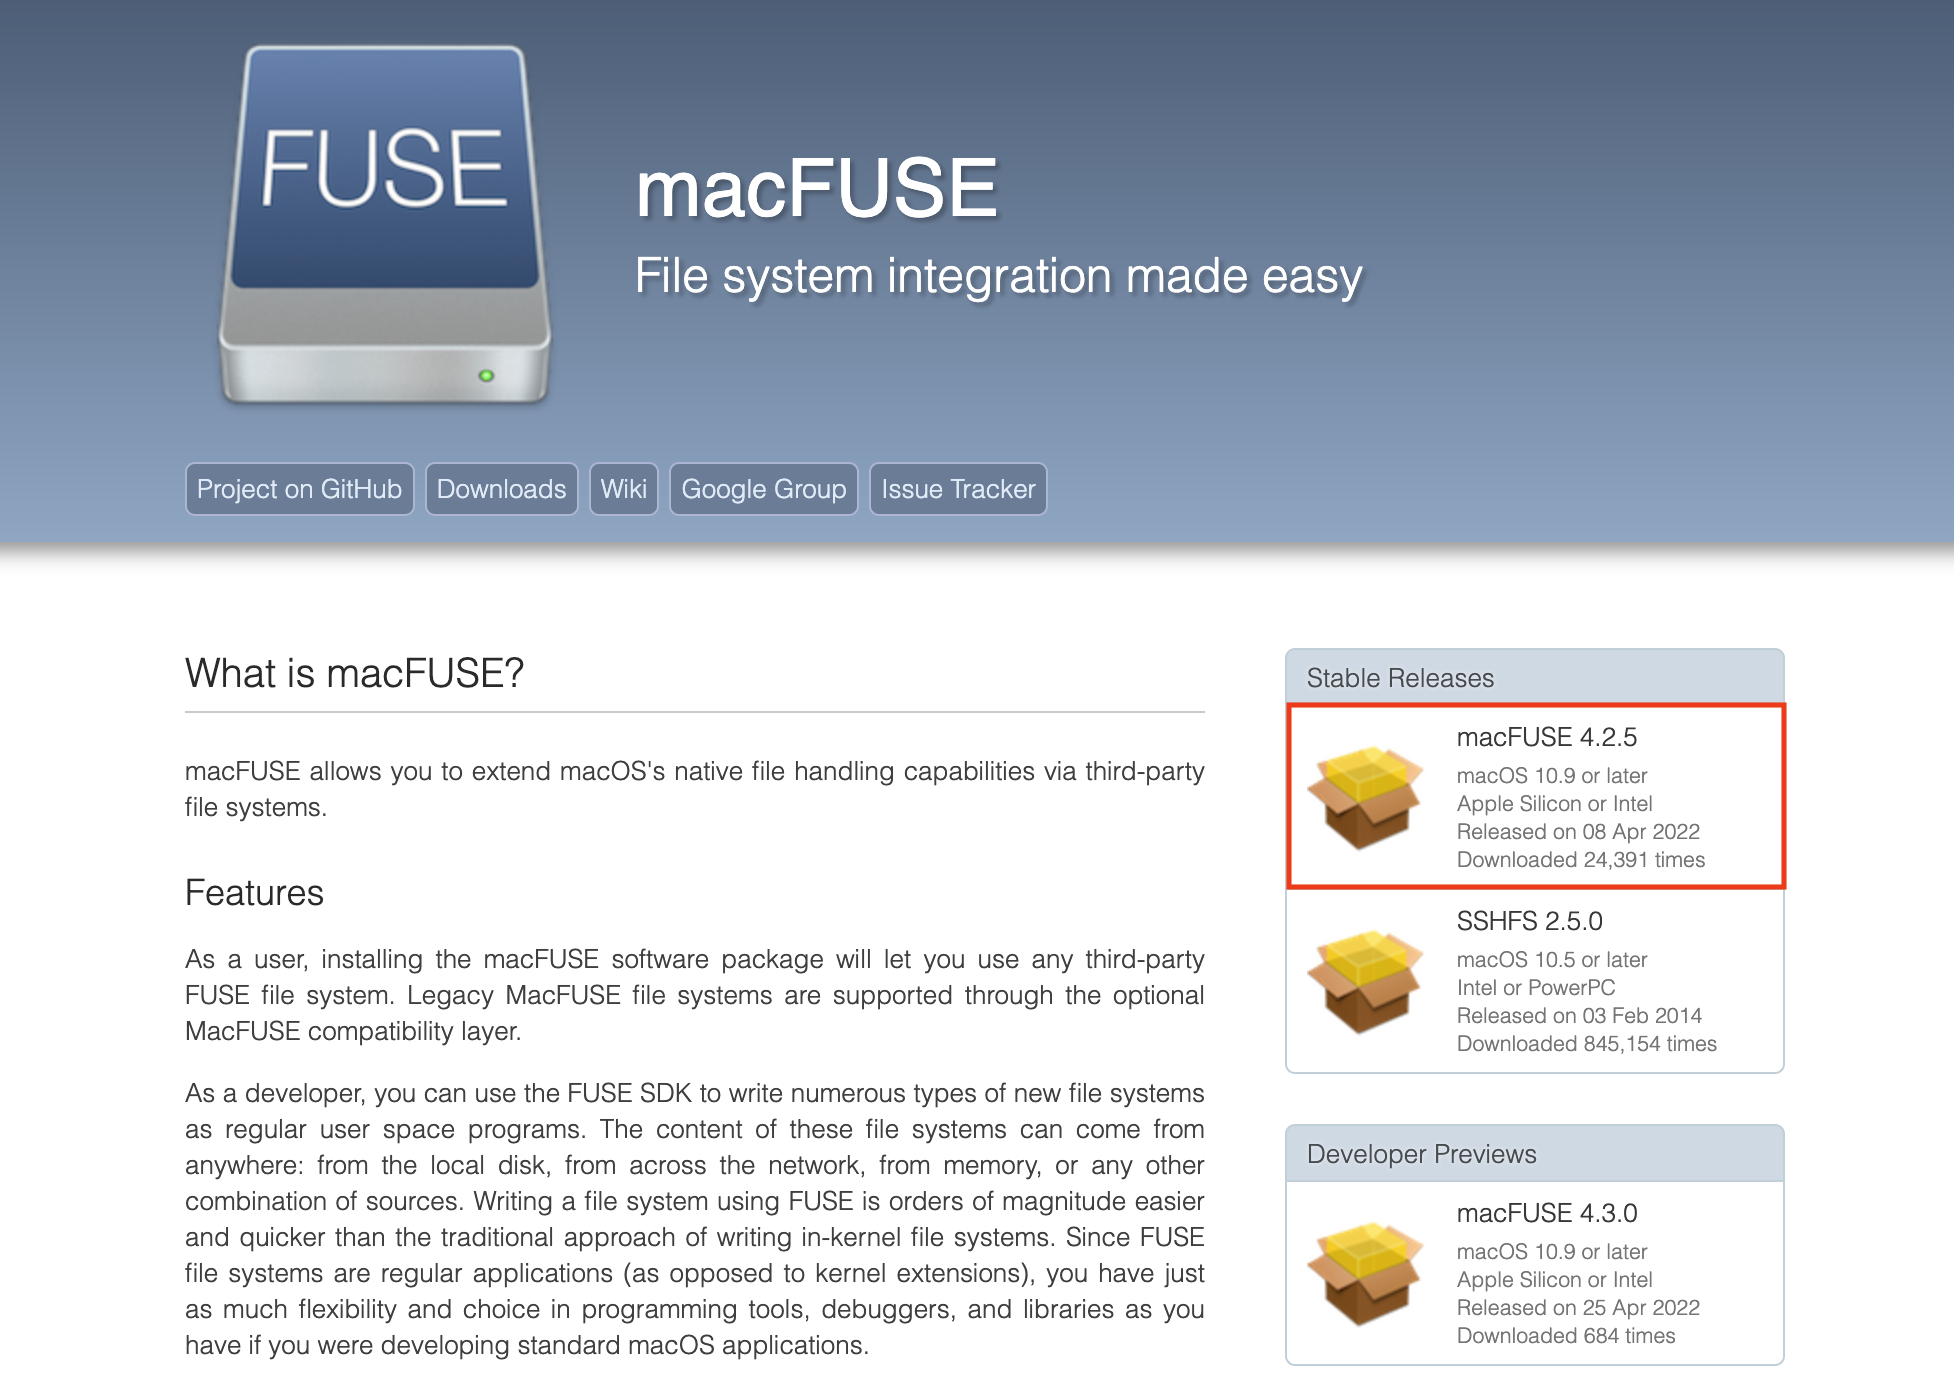 FUSE
macFUSE
File system integration made easy
Project on GitHub
Downloads
Wiki
Google Group
Issue Tracker
What is macFUSE?
macFUSE allows you to extend macOS's native file handling capabilities via third-party
file systems.
Features
As a user, installing the macFUSE software package will let you use any third-party
FUSE file system. Legacy MacFUSE file systems are supported through the optional
MacFUSE compatibility layer.
As a developer, you can use the FUSE SDK to write numerous types of new file systems
as regular user space programs. The content of these file systems can come from
anywhere: from the local disk, from across the network, from memory, or any other
combination of sources. Writing a file system using FUSE is orders of magnitude easier
and quicker than the traditional approach of writing in-kernel file systems. Since FUSE
file systems are regular applications (as opposed to kernel extensions), you have just
as much flexibility and choice in programming tools, debuggers, and libraries as you
have if you were developing standard macOS applications.
Stable Releases
macFUSE 4.2.5
macOS 10.9 or later
Apple Silicon or Intel
Released on 08 Apr 2022
Downloaded 24,391 times
SSHFS 2.5.0
macOS 10.5 or later
Intel or PowerPC
Released on 03 Feb 2014
Downloaded 845,154 times
Developer Previews
macFUSE 4.3.0
macOS 10.9 or later
Apple Silicon or Intel
Released on 25 Apr 2022
Downloaded 684 times